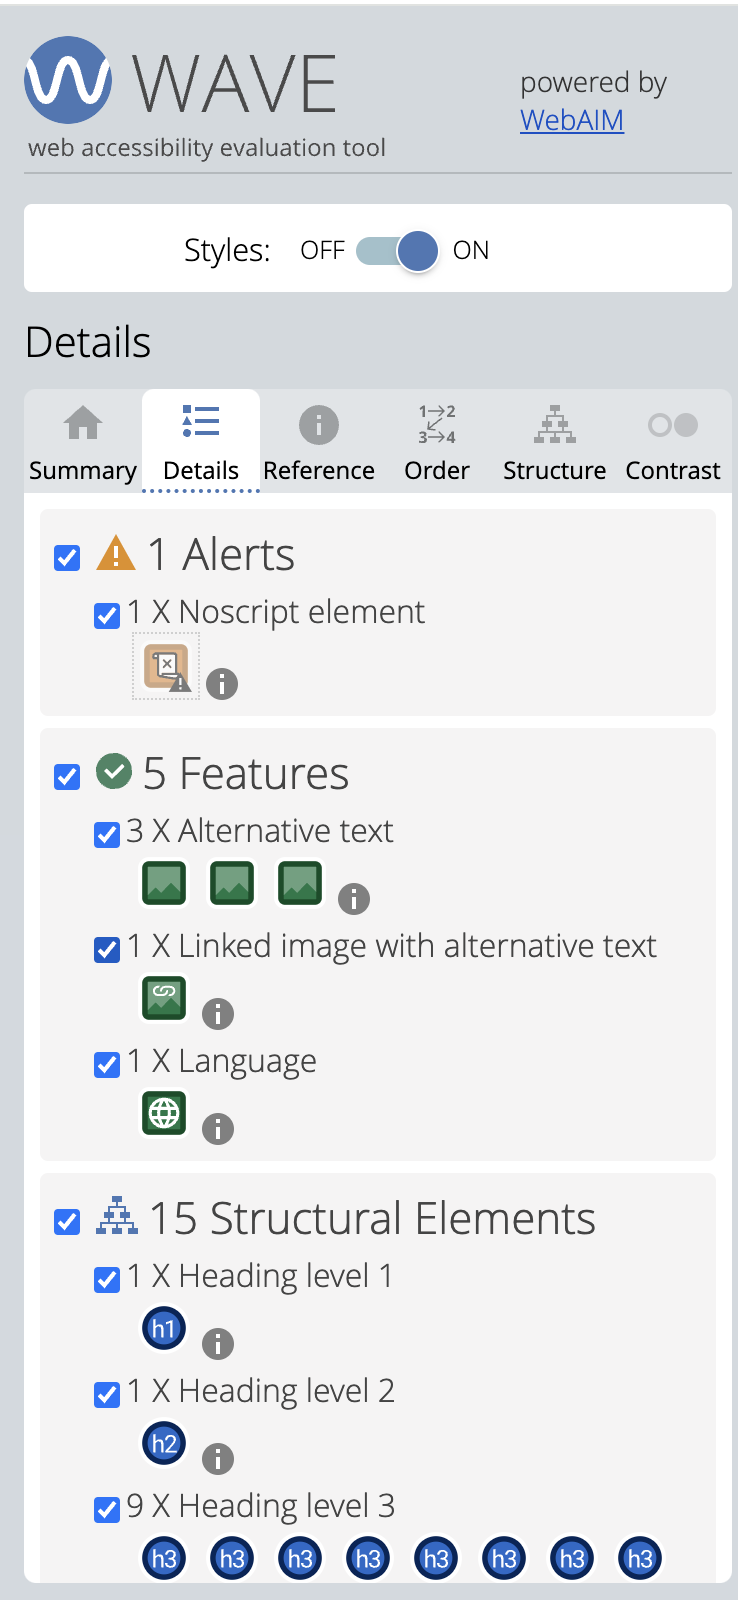 WAVE
powered by
WebAIM
web accessibility evaluation tool
Styles: OFF ON
Details
1 2
3 4
Summary Details Reference Order Structure Contrast
1 Alerts
1 X Noscript element
5 Features
3 X Alternative text
1 X Linked image with alternative text
1 X Language
15 Structural Elements
1 X Heading level 1
h1
1 X Heading level 2
h2
9 X Heading level 3
h3 h3 h3 h3 h3 h3 h3 h3